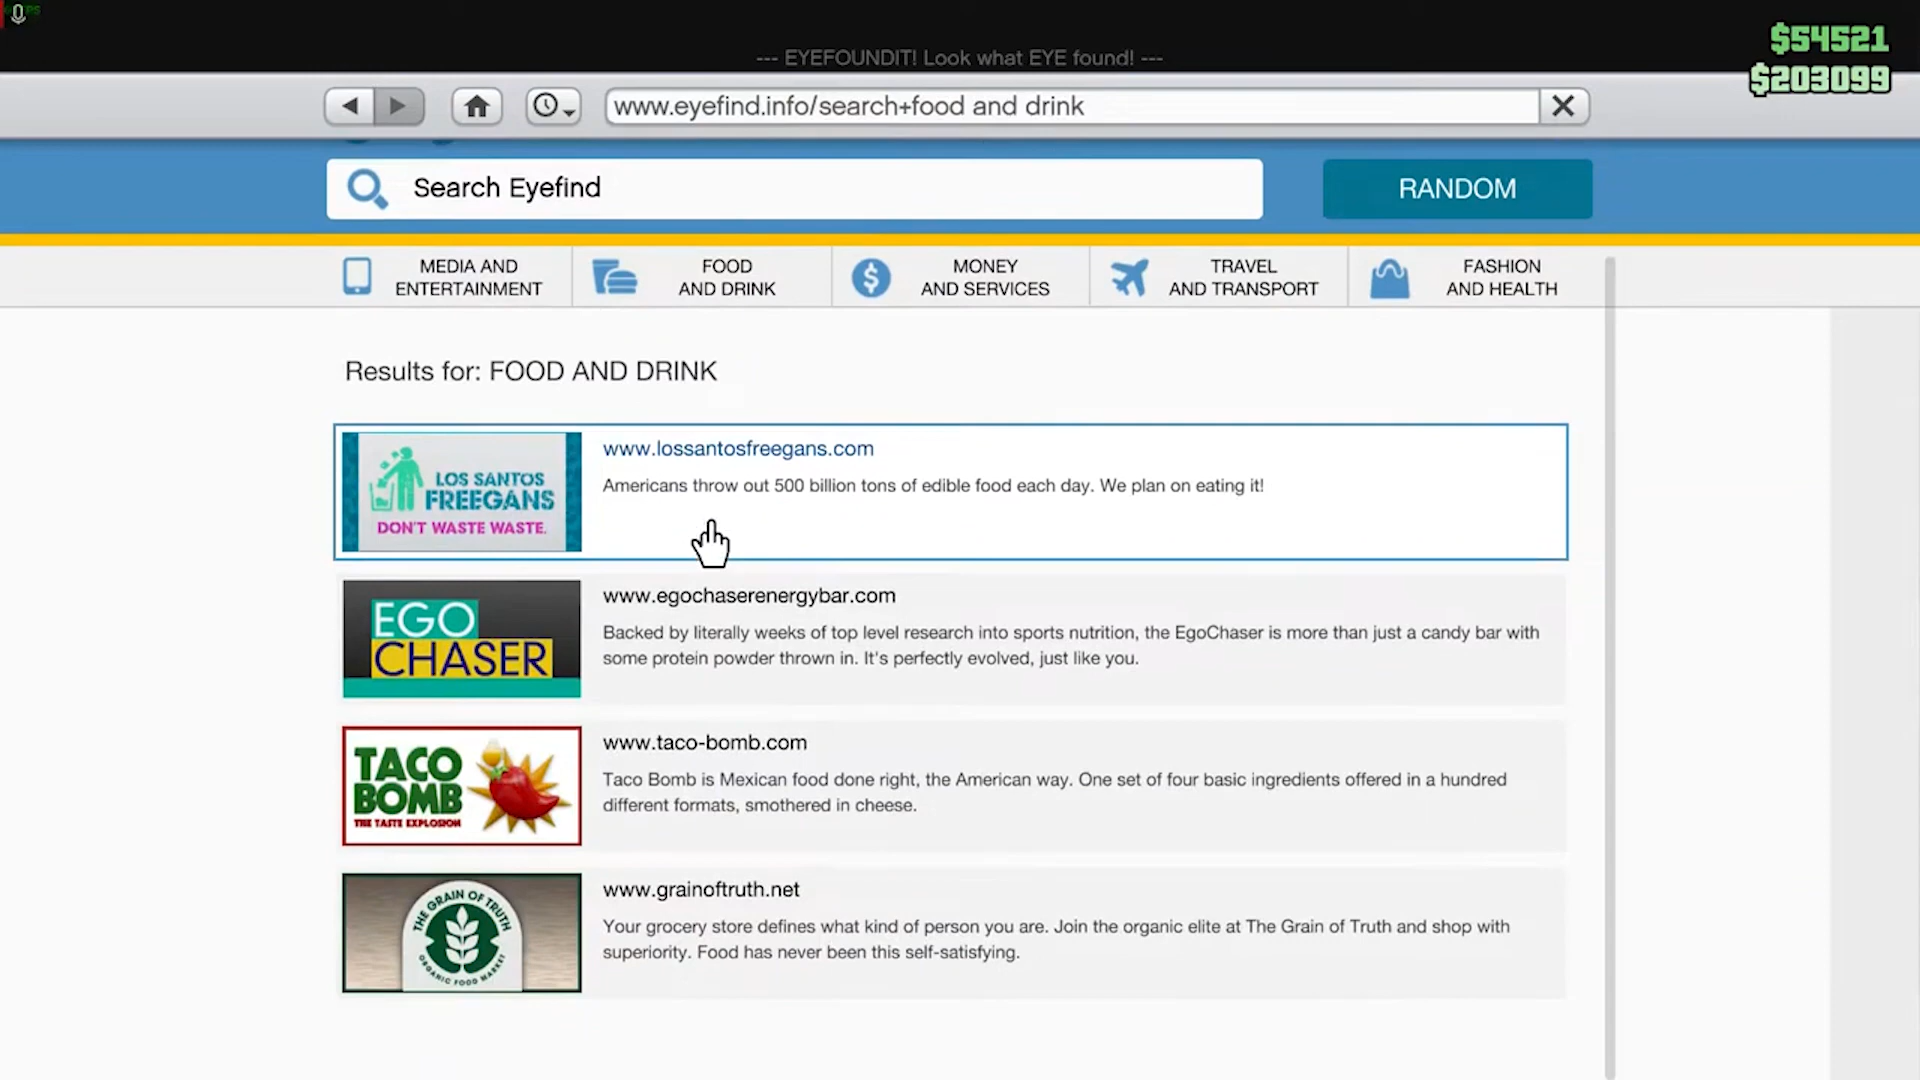 --- EYEFOUNDIT! Look what EYE found! ---
$54521
$203099
www.eyefind.info/search+food and drink
Search Eyefind
RANDOM
MEDIA AND
ENTERTAINMENT
FOOD
AND DRINK
MONEY
AND SERVICES
TRAVEL
AND TRANSPORT
FASHION
AND HEALTH
Results for: FOOD AND DRINK
LOS SANTOS
FREEGANS
DON'T WASTE WASTE.
www.lossantosfreegans.com
Americans throw out 500 billion tons of edible food each day. We plan on eating it!
EGO
CHASER
www.egochaserenergybar.com
Backed by literally weeks of top level research into sports nutrition, the EgoChaser is more than just a candy bar with
some protein powder thrown in. It's perfectly evolved, just like you.
TACO
BOMB
THE TASTE EXPLOSION
www.taco-bomb.com
Taco Bomb is Mexican food done right, the American way. One set of four basic ingredients offered in a hundred
different formats, smothered in cheese.
THE GRAIN OF TRUTH
ORGANIC FOOD MARKET
www.grainoftruth.net
Your grocery store defines what kind of person you are. Join the organic elite at The Grain of Truth and shop with
superiority. Food has never been this self-satisfying.